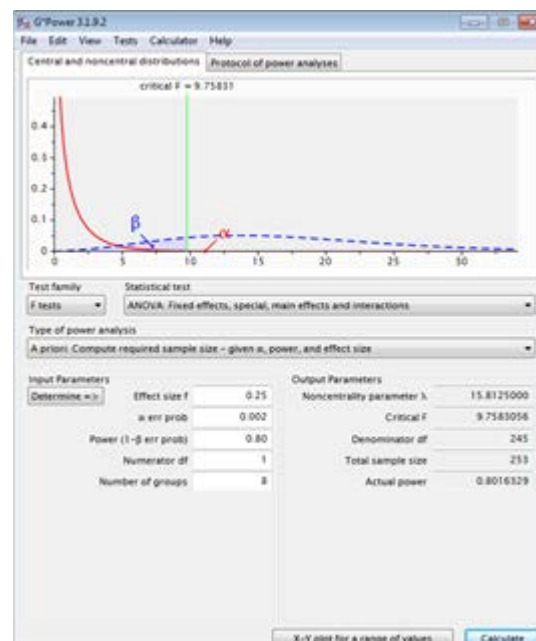 G*Power 3.1.9.2
File Edit View Tests Calculator Help
Central and noncentral distributions Protocol of power analyses
critical F = 9.75831
0.4
0.3
0.2
0.1
0
β
α
0 5 10 15 20 25 30
Test family Statistical test
F tests ANOVA: Fixed effects, special, main effects and interactions
Type of power analysis
A priori: Compute required sample size – given α, power, and effect size
Input Parameters Output Parameters
Determine => Effect size f 0.25 Noncentrality parameter λ 15.8125000
α err prob 0.002 Critical F 9.7583056
Power (1-β err prob) 0.80 Denominator df 245
Numerator df 1 Total sample size 253
Number of groups 8 Actual power 0.8016329
X-Y plot for a range of values Calculate